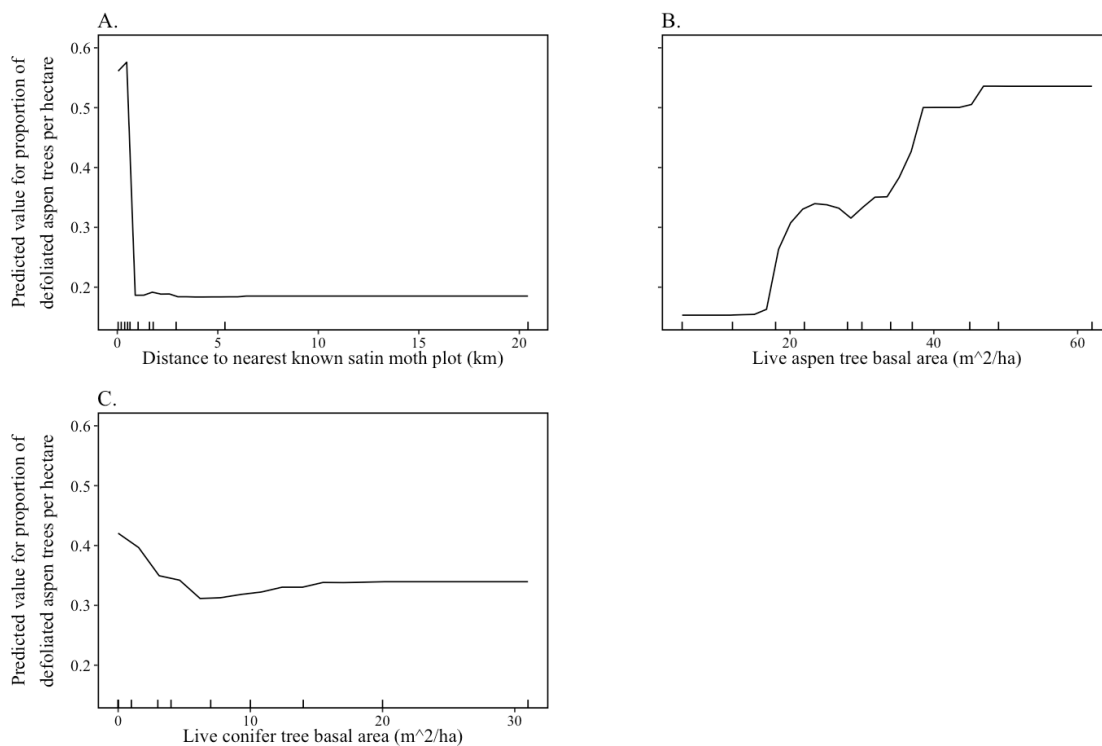 A.
Predicted value for proportion of
defoliated aspen trees per hectare
0.6
0.5
0.4
0.3
0.2
0
5
10
15
20
Distance to nearest known satin moth plot (km)
B.
20
40
60
Live aspen tree basal area (m^2/ha)
C.
Predicted value for proportion of
defoliated aspen trees per hectare
0.6
0.5
0.4
0.3
0.2
0
10
20
30
Live conifer tree basal area (m^2/ha)